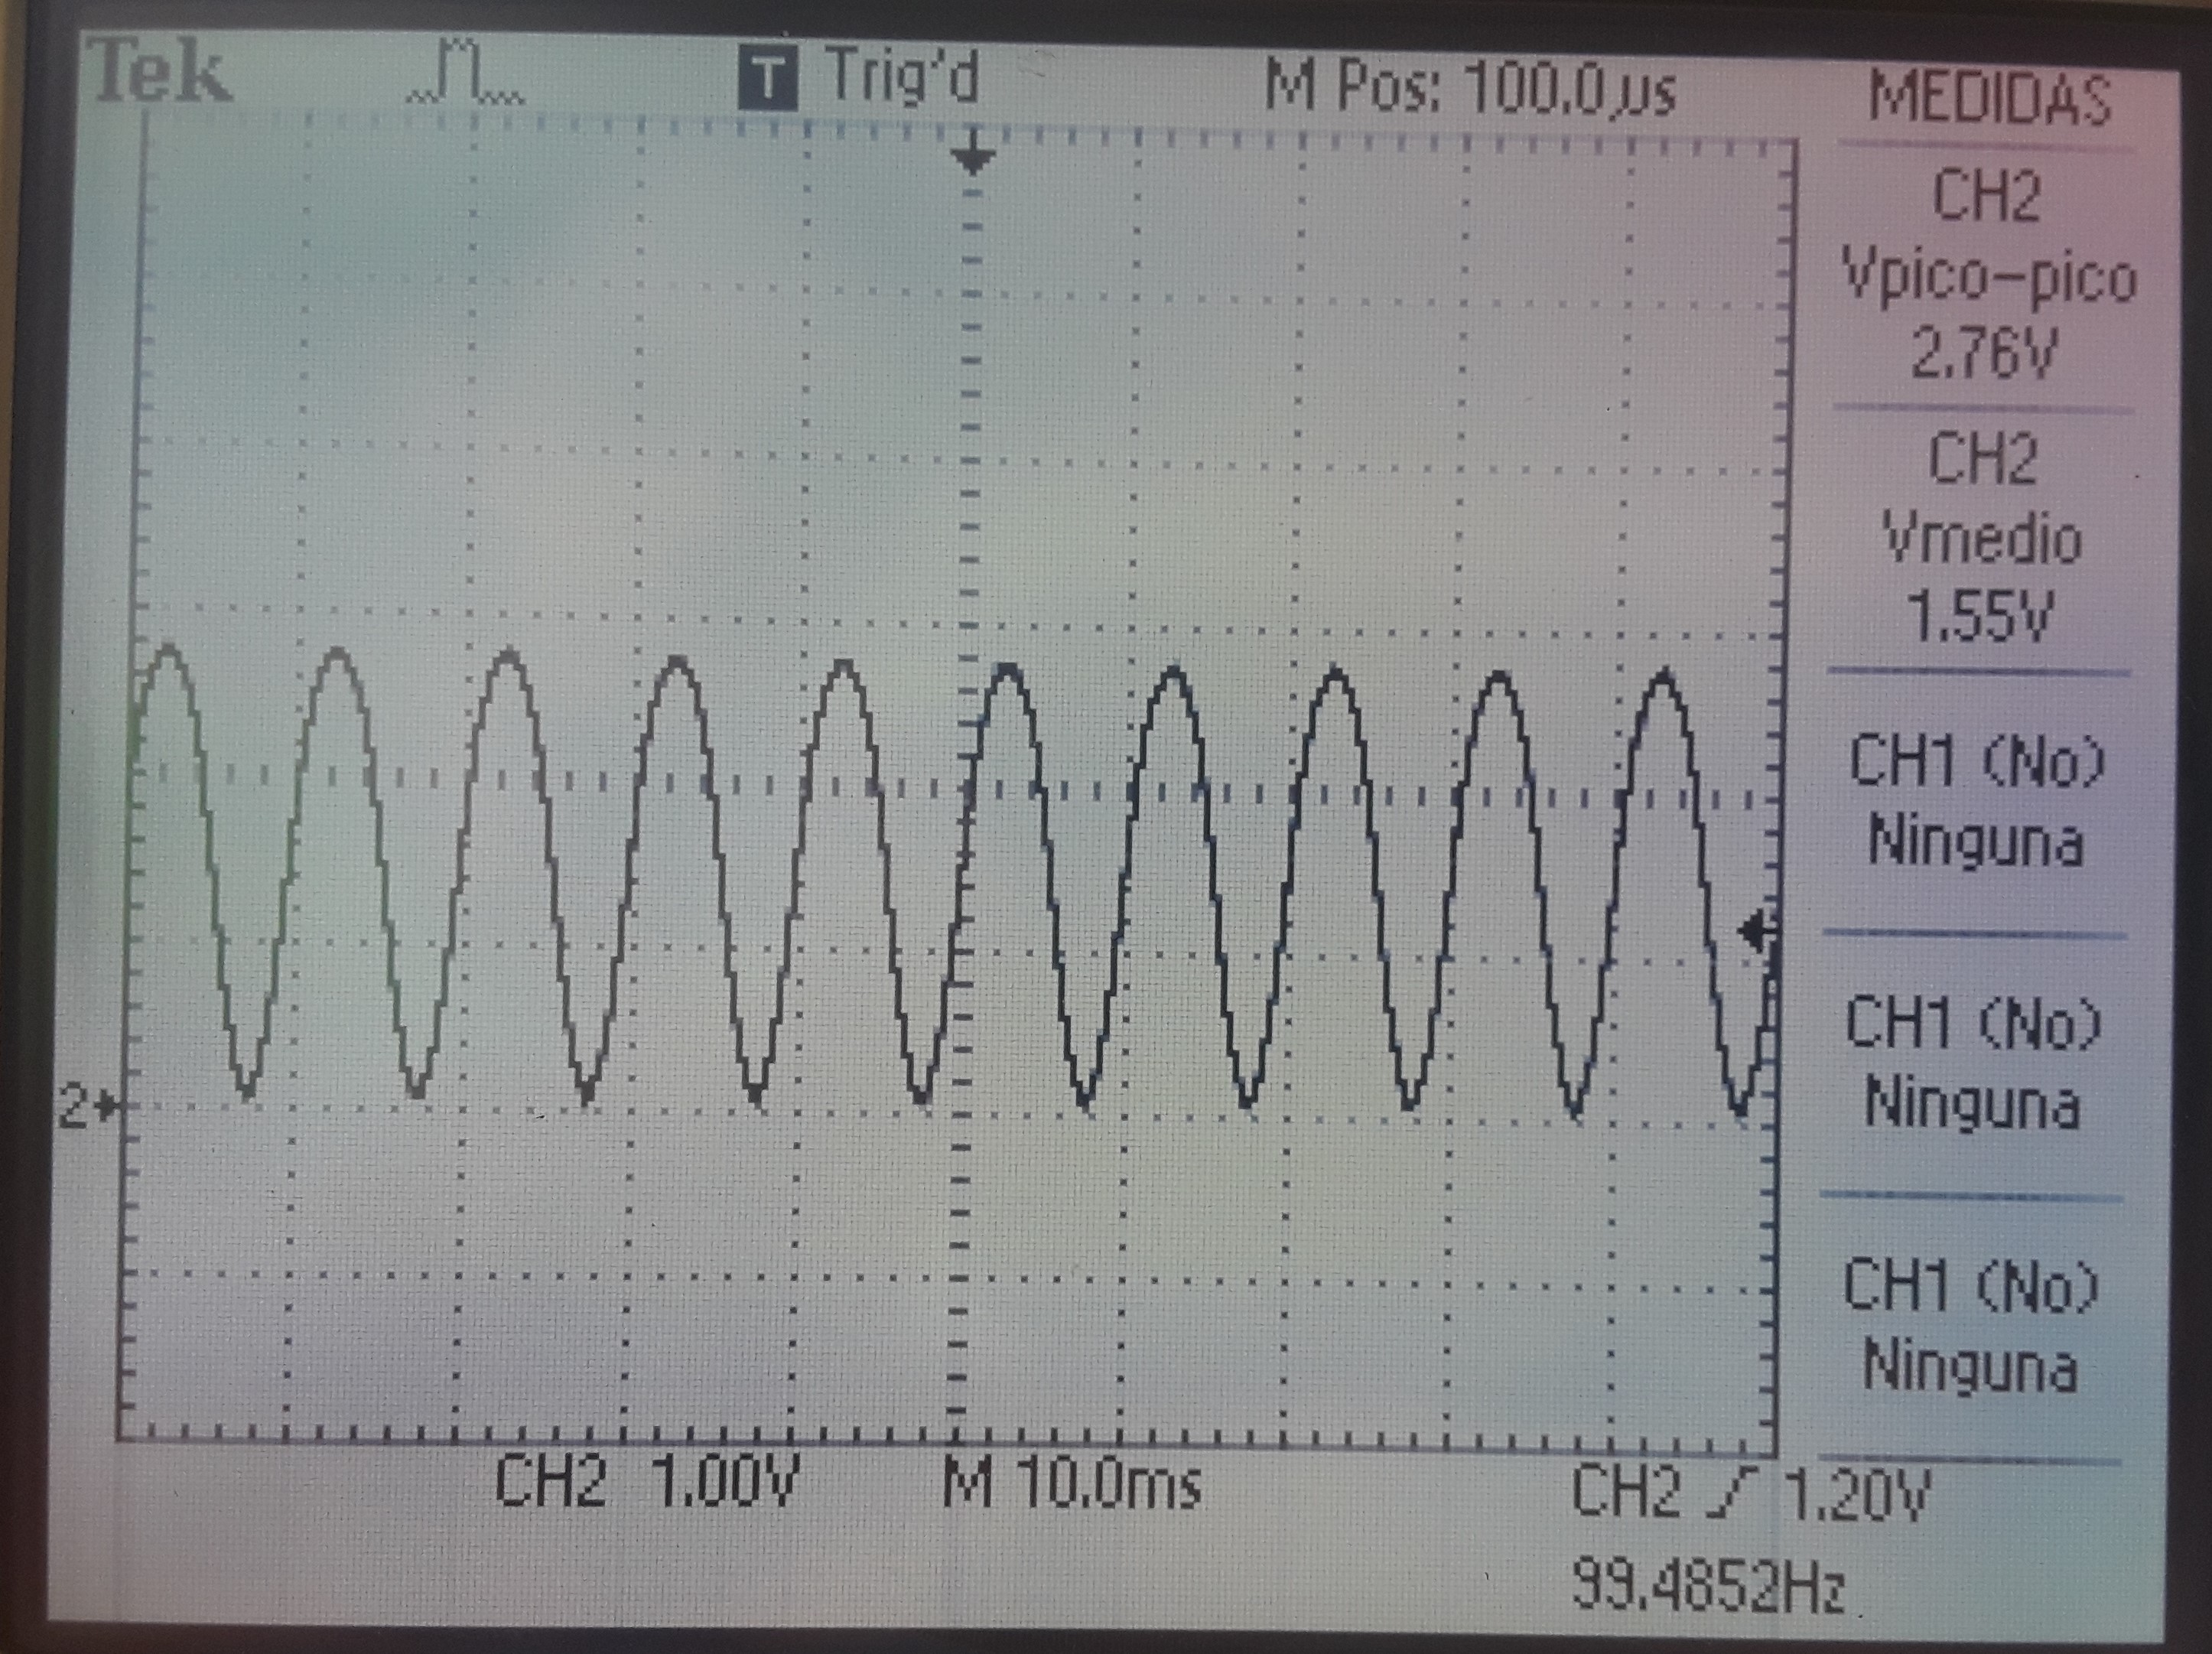 Tek T Trig'd M Pos: 100.0µs MEDIDAS
CH2
Vpico-pico
2.76V
CH2
Vmedio
1.55V
CH1 (No)
Ninguna
CH1 (No)
Ninguna
CH1 (No)
Ninguna
2
CH2 1.00V M 10.0ms CH2 1.20V
99.4852Hz